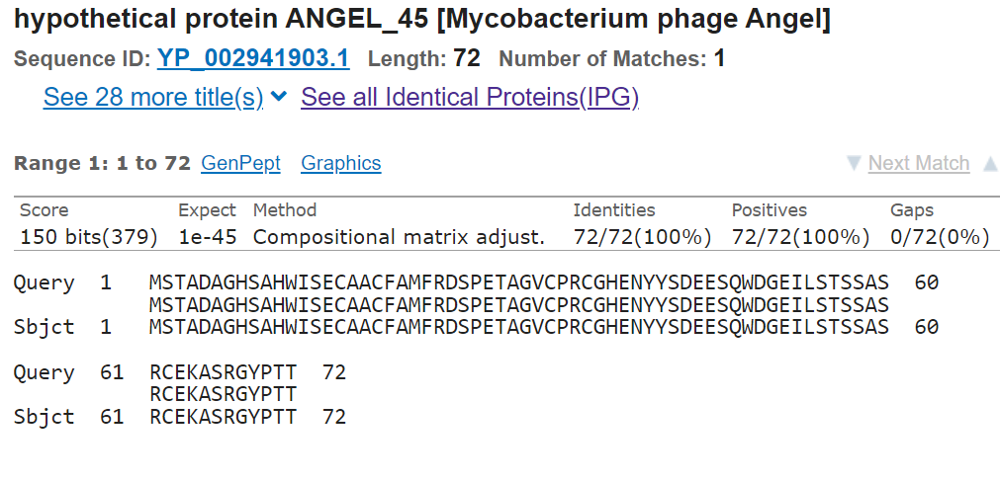 hypothetical protein ANGEL_45 [Mycobacterium phage Angel]
Sequence ID: YP_002941903.1 Length: 72 Number of Matches: 1
See 28 more title(s) See all Identical Proteins(IPG)
Range 1: 1 to 72 GenPept Graphics ▼ Next Match ▲
Score Expect Method Identities Positives Gaps
150 bits(379) 1e-45 Compositional matrix adjust. 72/72(100%) 72/72(100%) 0/72(0%)
Query 1 MSTADAGHSAHWISECAACFAMFRDSPETAGVCPRCGHENYYSDEESQWDGEILSTSSAS 60
MSTADAGHSAHWISECAACFAMFRDSPETAGVCPRCGHENYYSDEESQWDGEILSTSSAS
Sbjct 1 MSTADAGHSAHWISECAACFAMFRDSPETAGVCPRCGHENYYSDEESQWDGEILSTSSAS 60
Query 61 RCEKASRGYPTT 72
RCEKASRGYPTT
Sbjct 61 RCEKASRGYPTT 72